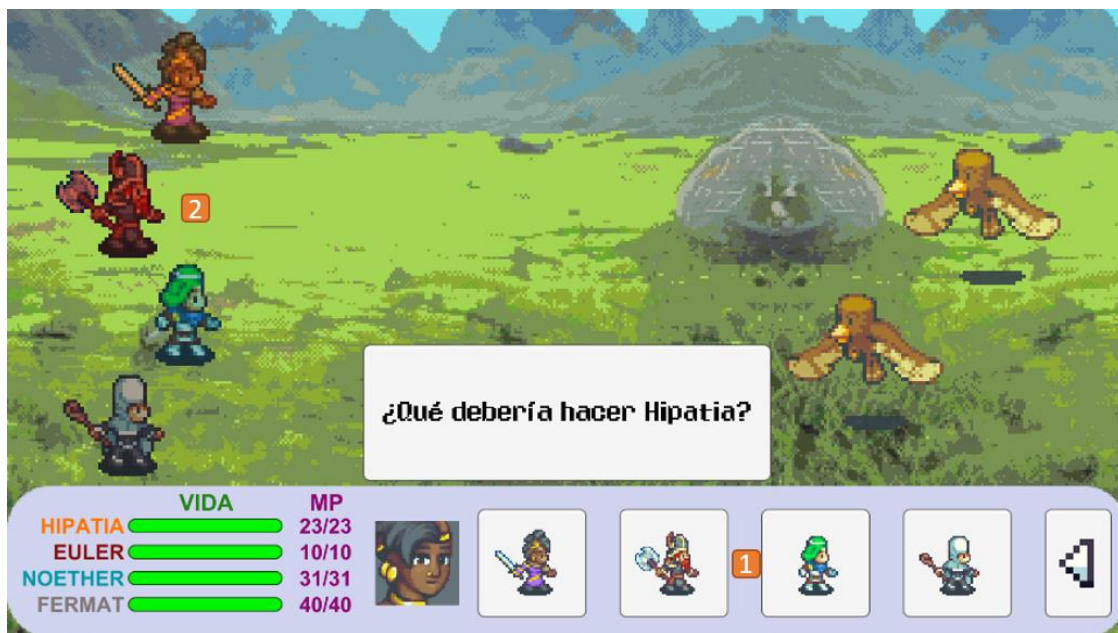 2
¿Qué debería hacer Hipatia?
VIDA MP
HIPATIA 23/23
EULER 10/10
NOETHER 31/31
FERMAT 40/40
1